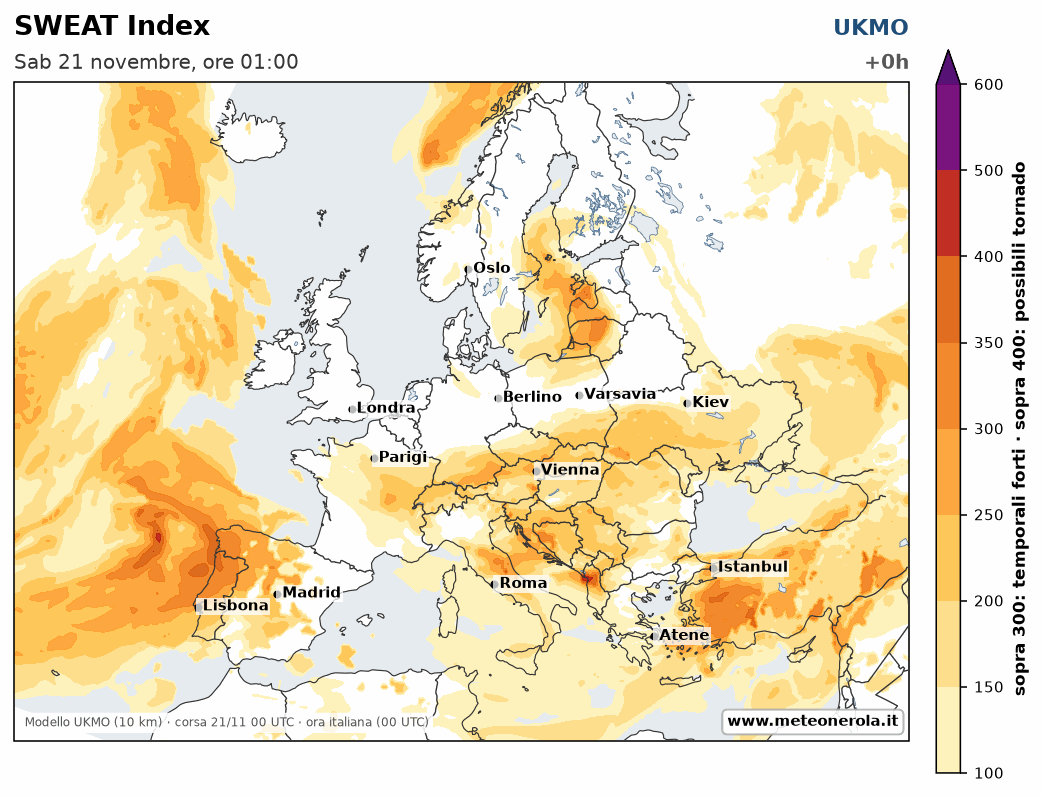 SWEAT Index
UKMO
Sab 21 novembre, ore 01:00
+0h
600
500
400
350
300
250
200
150
100
sopra 300: temporali forti · sopra 400: possibili tornado
Oslo
Berlino
Varsavia
Kiev
Londra
Parigi
Vienna
Istanbul
Roma
Madrid
Lisbona
Atene
Modello UKMO (10 km) · corsa 21/11 00 UTC · ora italiana (00 UTC)
www.meteonerola.it